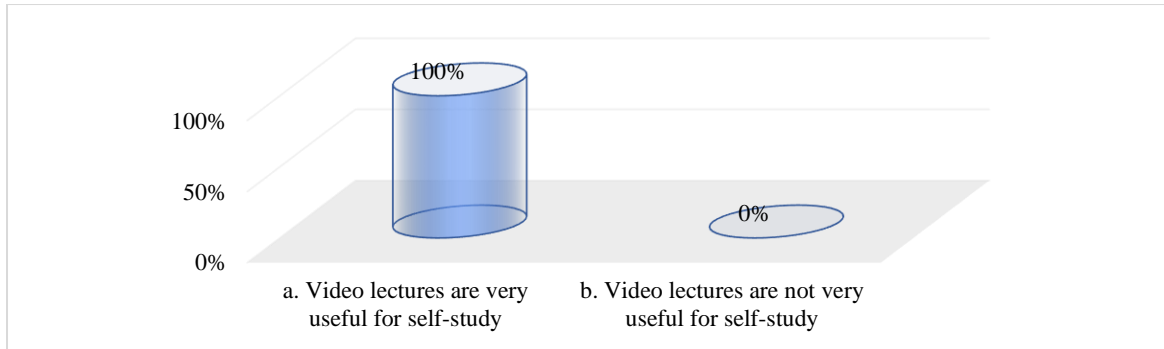 100%
100%
50%
0%
0%
a. Video lectures are very
useful for self-study
b. Video lectures are not very
useful for self-study